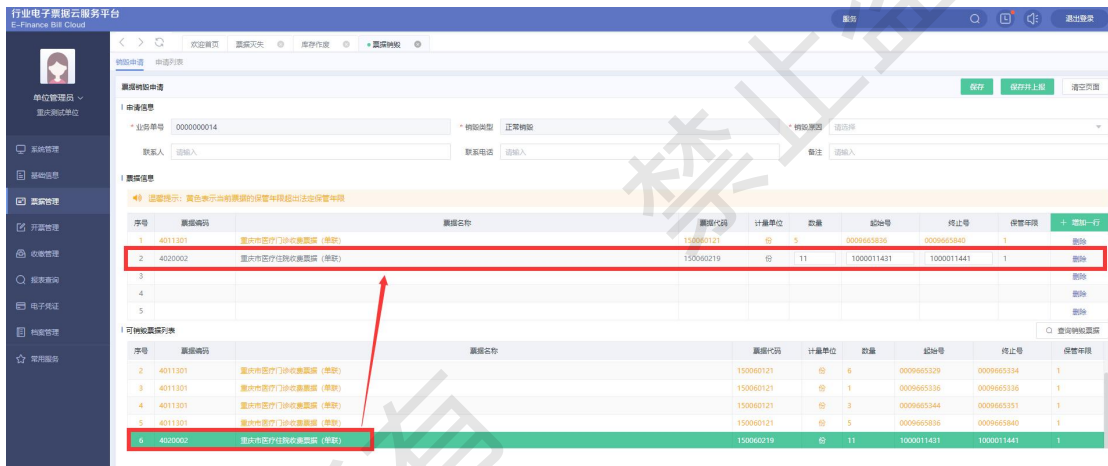 行业电子票据云服务平台
E-Finance Bill Cloud
服务
退出登录
欢迎首页 票据灭失 库存作废 票据销毁
单位管理员
重庆测试单位
系统管理
基础信息
票据管理
开票管理
收缴管理
报表查询
电子凭证
档案管理
常用服务
销毁申请 申请列表
票据销毁申请 保存 保存并上报 清空页面
申请信息
* 业务单号 0000000014 * 销毁类型 正常销毁 * 销毁原因 请选择
联系人 请输入 联系电话 请输入 备注 请输入
票据信息
温馨提示：黄色表示当前票据的保管年限超出法定保管年限
序号 票据编码 票据名称 票据代码 计量单位 数量 起始号 终止号 保管年限 + 增加一行
1 4011301 重庆市医疗门诊收费票据（单联） 150060121 份 5 0009665836 0009665840 1 删除
2 4020002 重庆市医疗住院收费票据（单联） 150060219 份 11 1000011431 1000011441 1 删除
3 删除
4 删除
5 删除
可销毁票据列表 查询销毁票据
序号 票据编码 票据名称 票据代码 计量单位 数量 起始号 终止号 保管年限
2 4011301 重庆市医疗门诊收费票据（单联） 150060121 份 6 0009665329 0009665334 1
3 4011301 重庆市医疗门诊收费票据（单联） 150060121 份 1 0009665336 0009665336 1
4 4011301 重庆市医疗门诊收费票据（单联） 150060121 份 3 0009665344 0009665351 1
5 4011301 重庆市医疗门诊收费票据（单联） 150060121 份 5 0009665836 0009665840 1
6 4020002 重庆市医疗住院收费票据（单联） 150060219 份 11 1000011431 1000011441 1